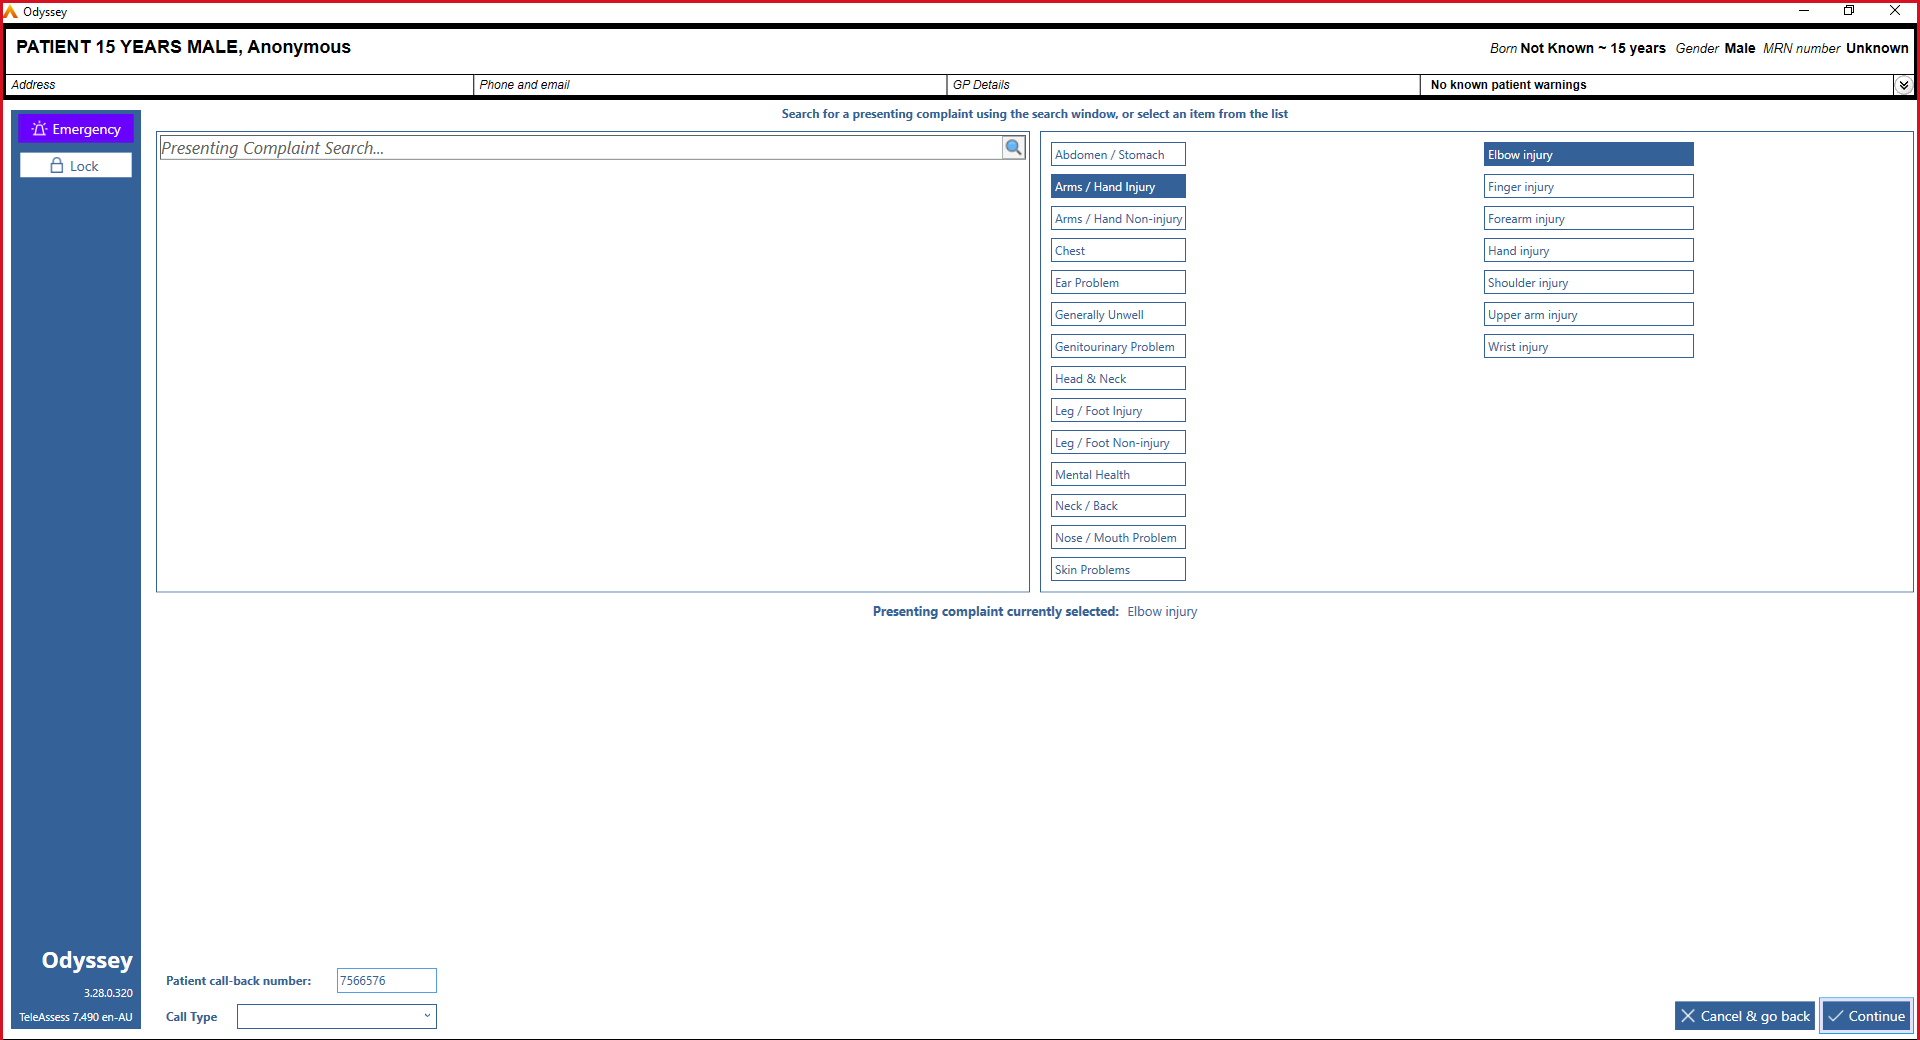 Odyssey
PATIENT 15 YEARS MALE, Anonymous
Born Not Known ~ 15 years Gender Male MRN number Unknown
Address
Phone and email
GP Details
No known patient warnings
Emergency
Lock
Search for a presenting complaint using the search window, or select an item from the list
Presenting Complaint Search...
Abdomen / Stomach
Arms / Hand Injury
Arms / Hand Non-injury
Chest
Ear Problem
Generally Unwell
Genitourinary Problem
Head & Neck
Leg / Foot Injury
Leg / Foot Non-injury
Mental Health
Neck / Back
Nose / Mouth Problem
Skin Problems
Elbow injury
Finger injury
Forearm injury
Hand injury
Shoulder injury
Upper arm injury
Wrist injury
Presenting complaint currently selected: Elbow injury
Odyssey
3.28.0.320
TeleAssess 7.490 en-AU
Patient call-back number: 7566576
Call Type
Cancel & go back
Continue